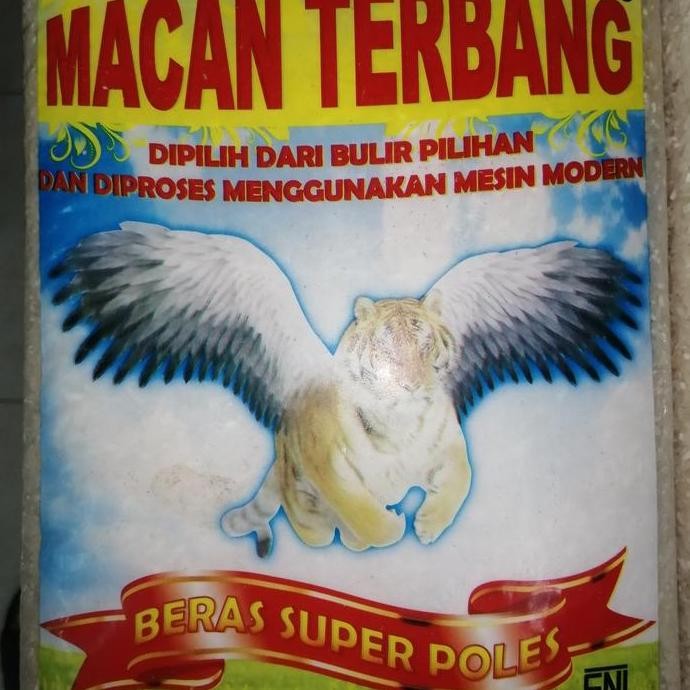 MACAN TERBANG
DIPILIH DARI BULIR PILIHAN
DAN DIPROSES MENGGUNAKAN MESIN MODERN
BERAS SUPER POLES